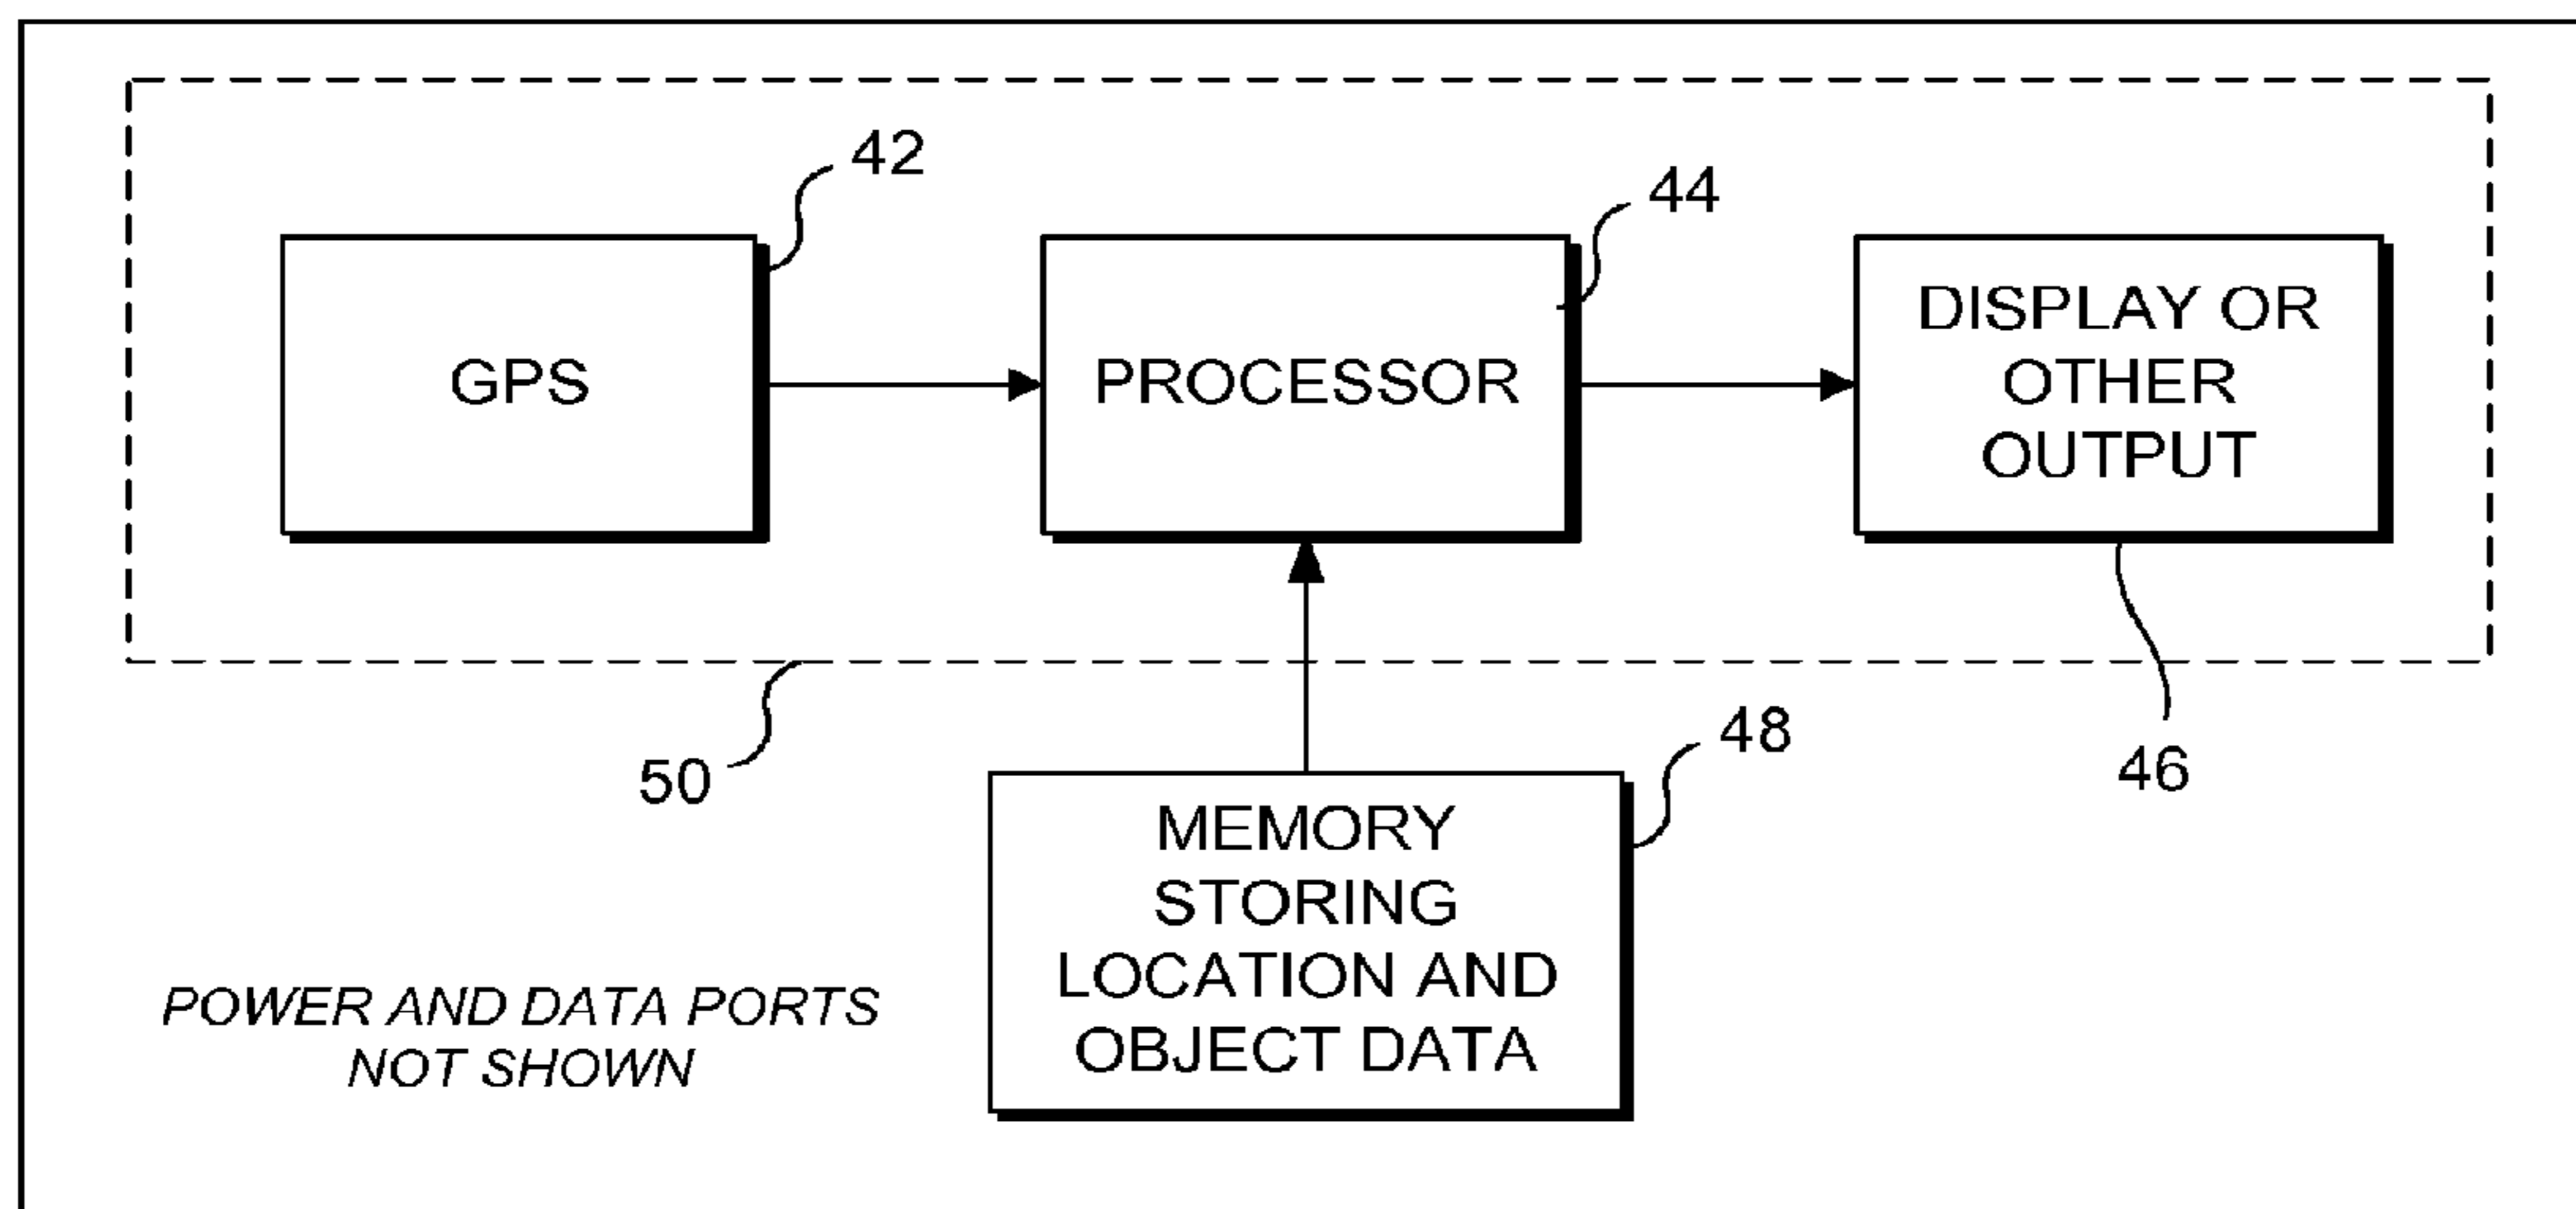 42
44
GPS
PROCESSOR
DISPLAY OR
OTHER
OUTPUT
50
48
46
MEMORY
STORING
LOCATION AND
OBJECT DATA
POWER AND DATA PORTS
NOT SHOWN